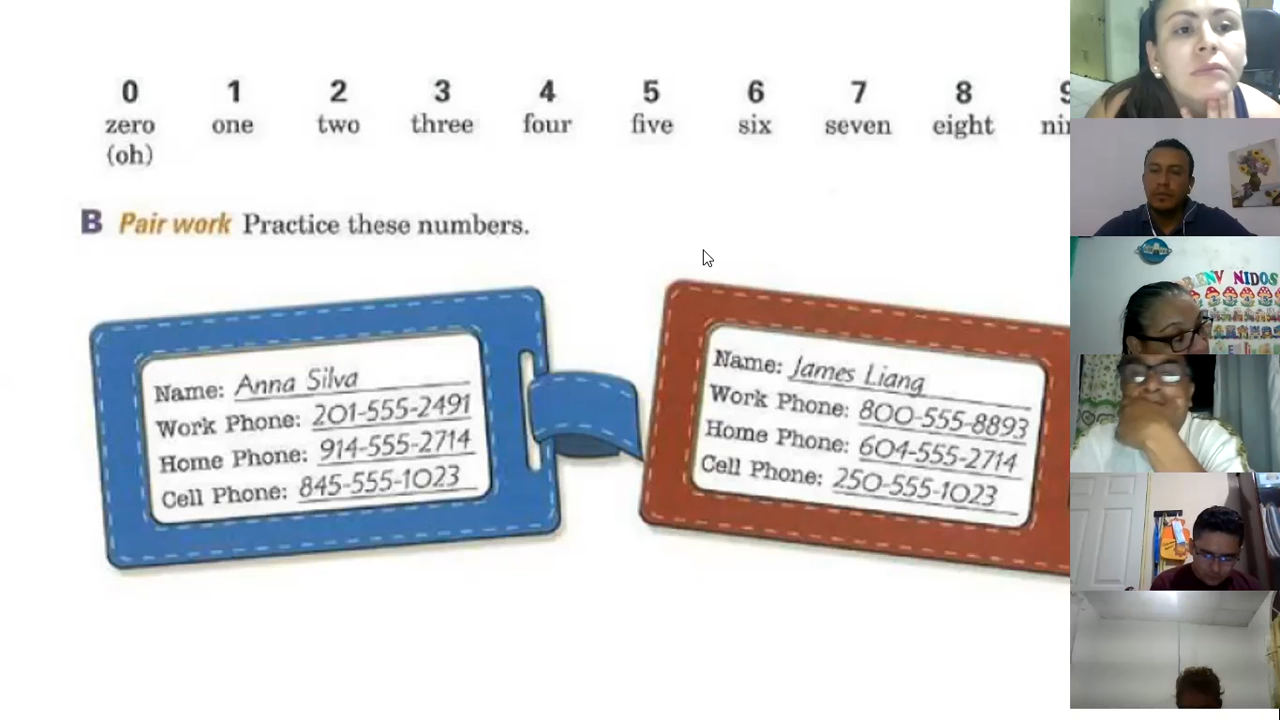 0 1 2 3 4 5 6 7 8
zero one two three four five six seven eight
(oh)
B Pair work Practice these numbers.
Name: Anna Silva
Work Phone: 201-555-2491
Home Phone: 914-555-2714
Cell Phone: 845-555-1023
Name: James Liang
Work Phone: 800-555-8893
Home Phone: 604-555-2714
Cell Phone: 250-555-1023